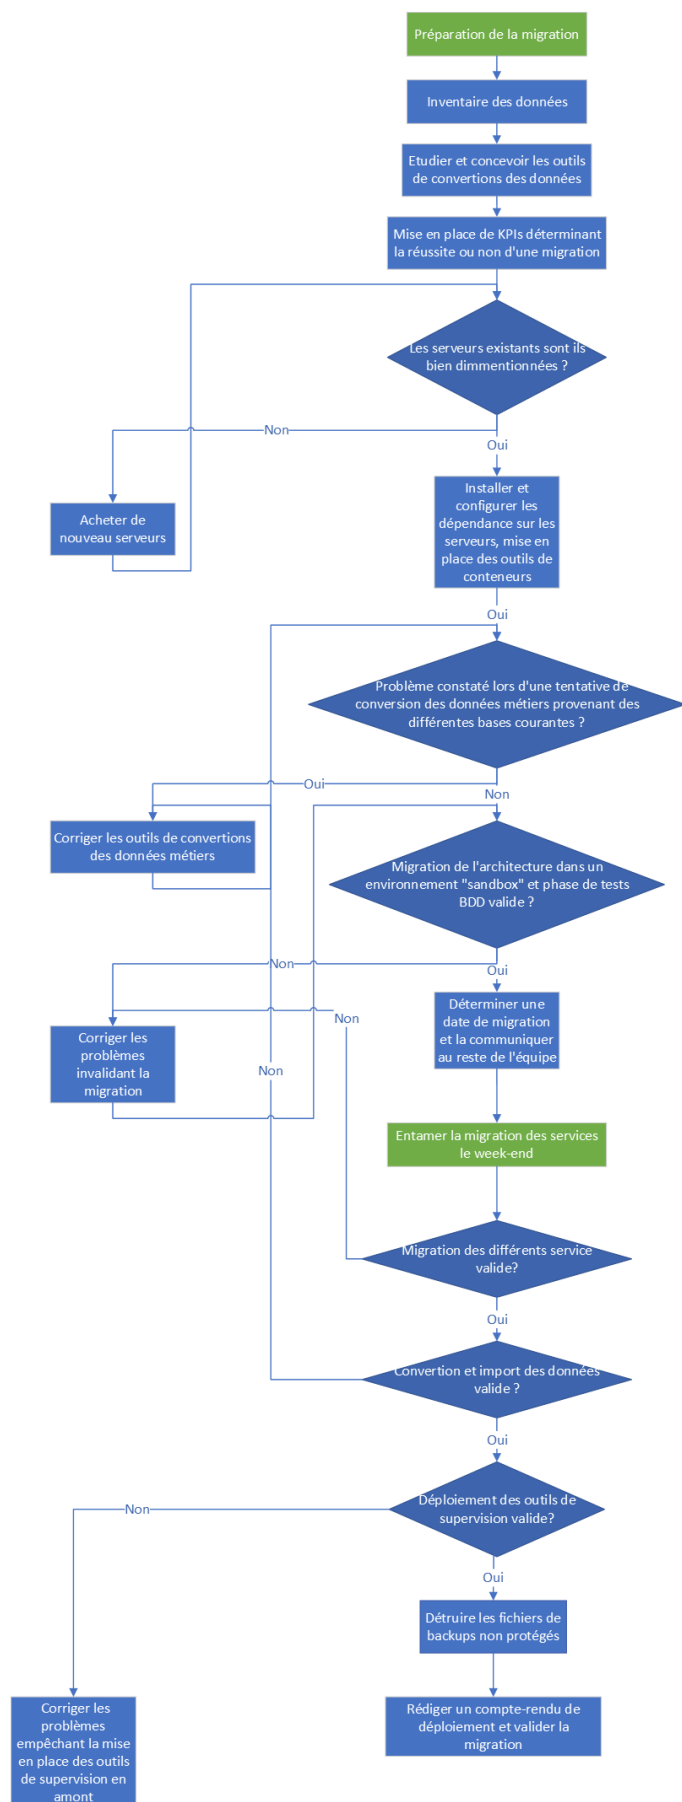 Préparation de la migration
Inventaire des données
Etudier et concevoir les outils
de convertions des données
Mise en place de KPIs déterminant
la réussite ou non d'une migration
Les serveurs existants sont ils
bien dimmentionnées ?
Non
Oui
Acheter de
nouveau serveurs
Installer et
configurer les
dépendance sur les
serveurs, mise en
place des outils de
conteneurs
Oui
Problème constaté lors d'une tentative de
conversion des données métiers provenant des
différentes bases courantes ?
Oui
Non
Corriger les outils de convertions
des données métiers
Migration de l'architecture dans un
environnement "sandbox" et phase de tests
BDD valide ?
Non
Oui
Déterminer une
date de migration
et la communiquer
au reste de l'équipe
Non
Corriger les
problèmes
invalidant la
migration
Non
Entamer la migration des services
le week-end
Migration des différents service
valide?
Oui
Convertion et import des données
valide ?
Oui
Déploiement des outils de
supervision valide?
Non
Oui
Détruire les fichiers de
backups non protégés
Corriger les
problèmes
empêchant la mise
en place des outils
de supervision en
amont
Rédiger un compte-rendu de
déploiement et valider la
migration